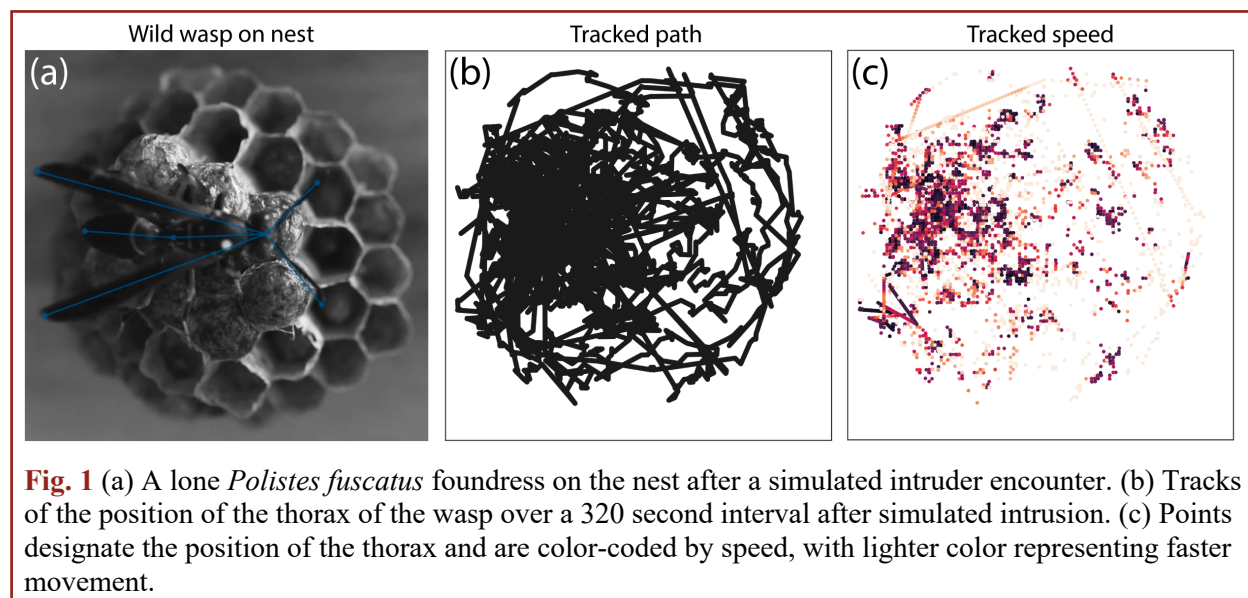 Wild wasp on nest
Tracked path
Tracked speed
(a)
(b)
(c)
Fig. 1 (a) A lone Polistes fuscatus foundress on the nest after a simulated intruder encounter. (b) Tracks
of the position of the thorax of the wasp over a 320 second interval after simulated intrusion. (c) Points
designate the position of the thorax and are color-coded by speed, with lighter color representing faster
movement.